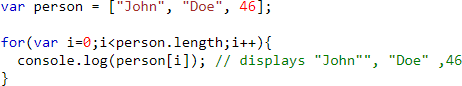 var person = ["John", "Doe", 46];
for(var i=0;i<person.length;i++){
  console.log(person[i]); // displays "John"", "Doe" ,46
}